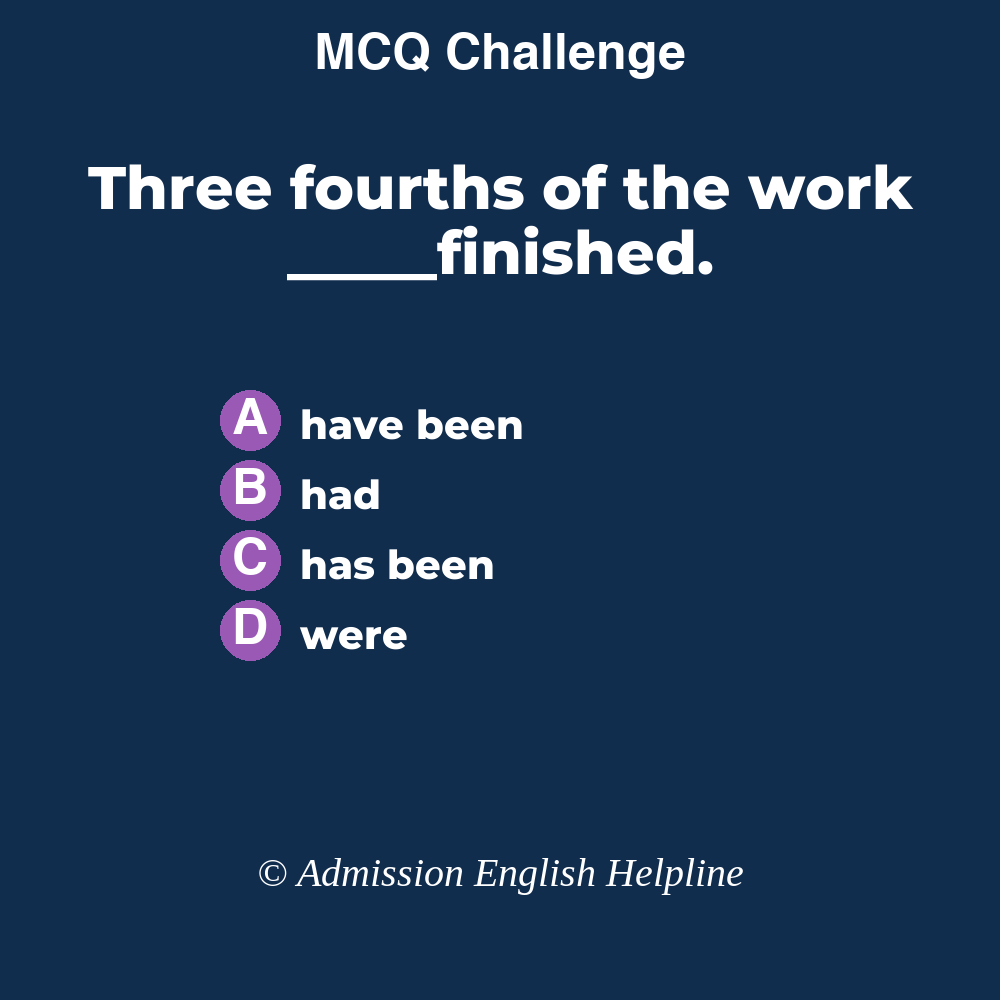 MCQ Challenge
Three fourths of the work
_____finished.
A have been
B had
C has been
D were
© Admission English Helpline